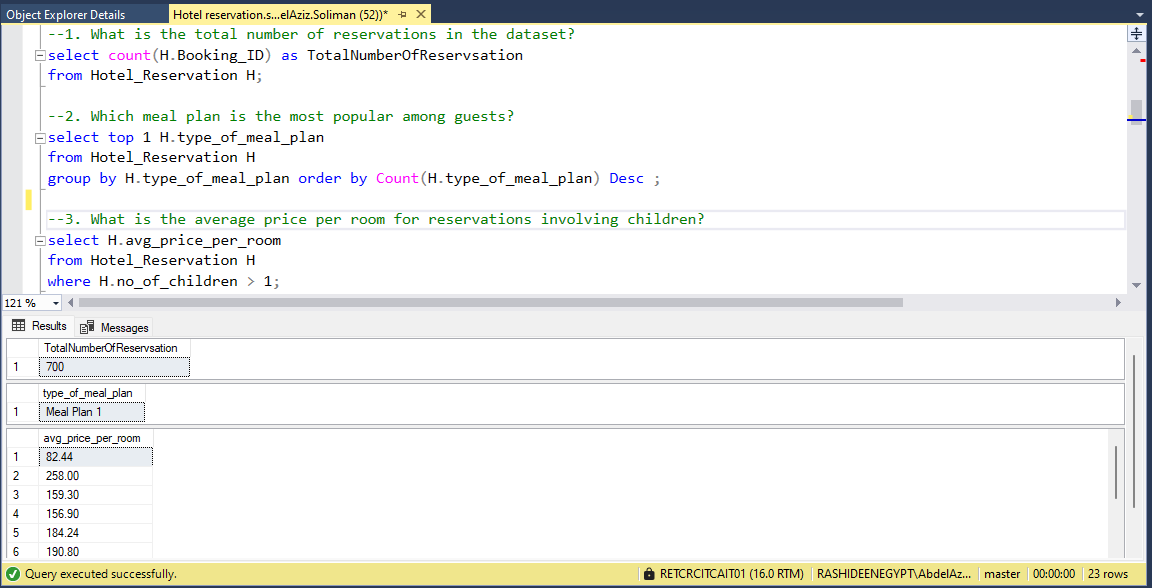 Object Explorer Details
Hotel reservation.s...elAziz.Soliman (52))*
--1. What is the total number of reservations in the dataset?
select count(H.Booking_ID) as TotalNumberOfReservsation
from Hotel_Reservation H;
--2. Which meal plan is the most popular among guests?
select top 1 H.type_of_meal_plan
from Hotel_Reservation H
group by H.type_of_meal_plan order by Count(H.type_of_meal_plan) Desc ;
--3. What is the average price per room for reservations involving children?
select H.avg_price_per_room
from Hotel_Reservation H
where H.no_of_children > 1;
121 %
Results Messages
TotalNumberOfReservsation
1 700
type_of_meal_plan
1 Meal Plan 1
avg_price_per_room
1 82.44
2 258.00
3 159.30
4 156.90
5 184.24
6 190.80
Query executed successfully. RETCRCITCAIT01 (16.0 RTM) RASHIDEENEGYPT\AbdelAz... master 00:00:00 23 rows